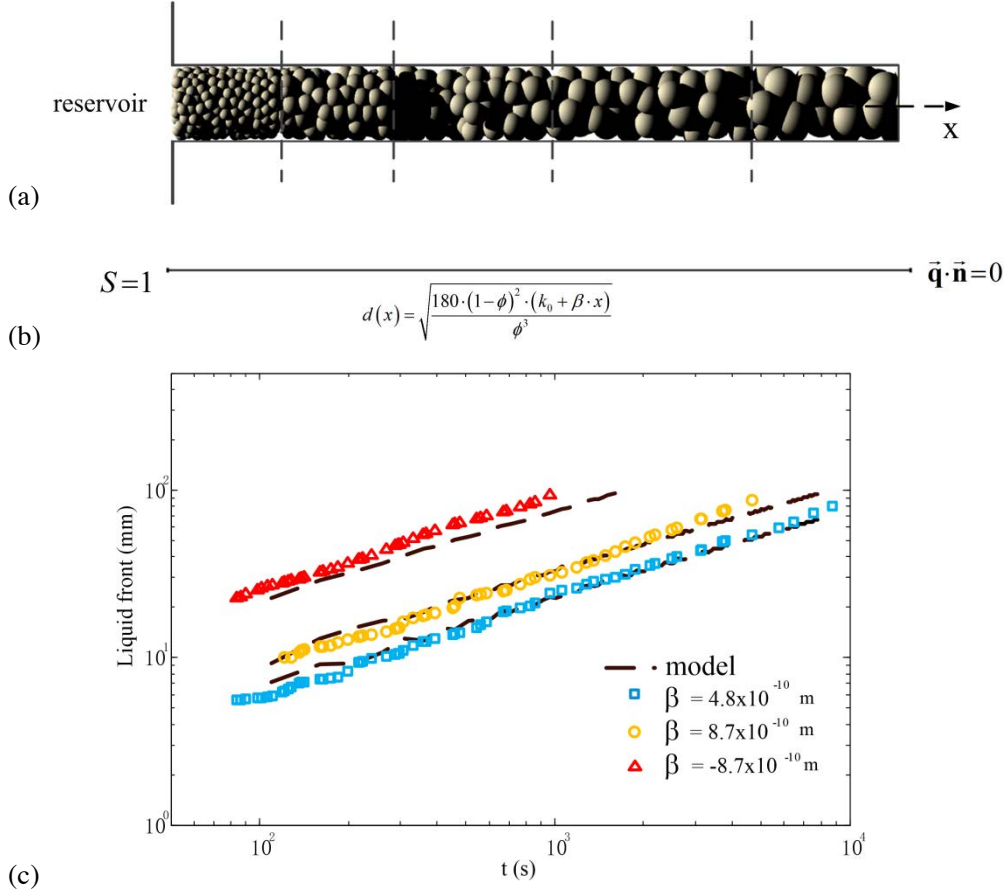 reservoir
x
(a)
S=1
q⃗·n⃗=0
d(x)=√(180·(1−ϕ)²·(k₀+β·x)/ϕ³)
(b)
Liquid front (mm)
10²
10¹
10⁰
model
β = 4.8x10⁻¹⁰ m
β = 8.7x10⁻¹⁰ m
β = -8.7x10⁻¹⁰ m
10² 10³ 10⁴
t (s)
(c)